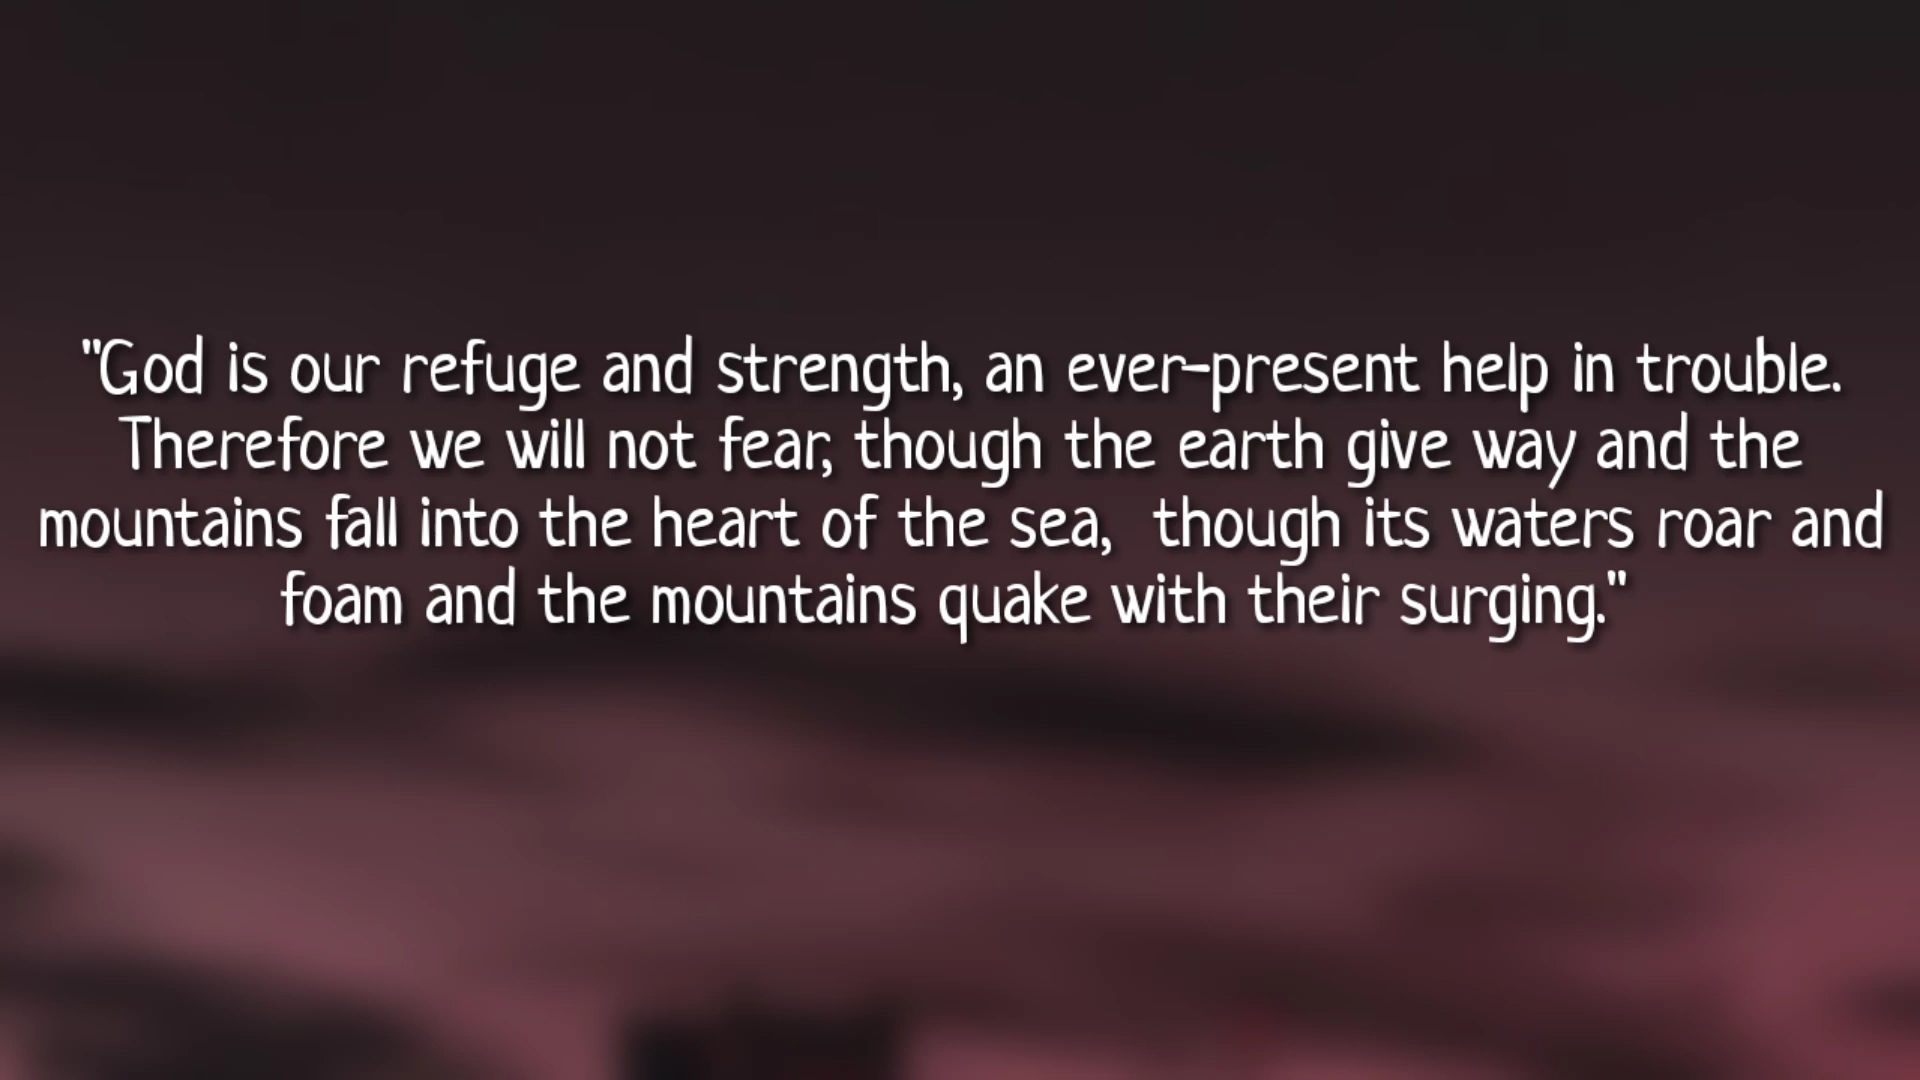 "God is our refuge and strength, an ever-present help in trouble.
Therefore we will not fear, though the earth give way and the
mountains fall into the heart of the sea,  though its waters roar and
foam and the mountains quake with their surging."